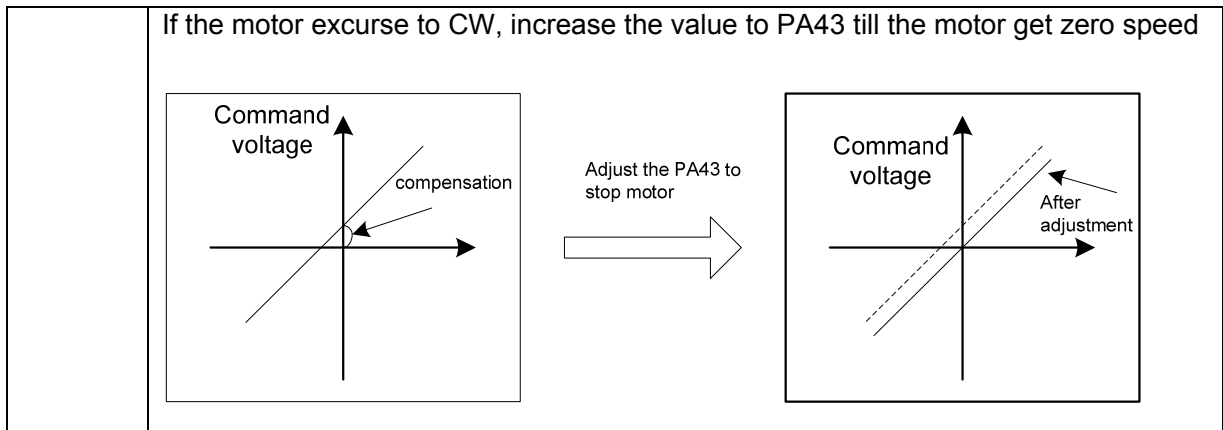 If the motor excurse to CW, increase the value to PA43 till the motor get zero speed
Command
voltage
compensation
Adjust the PA43 to
stop motor
Command
voltage
After
adjustment